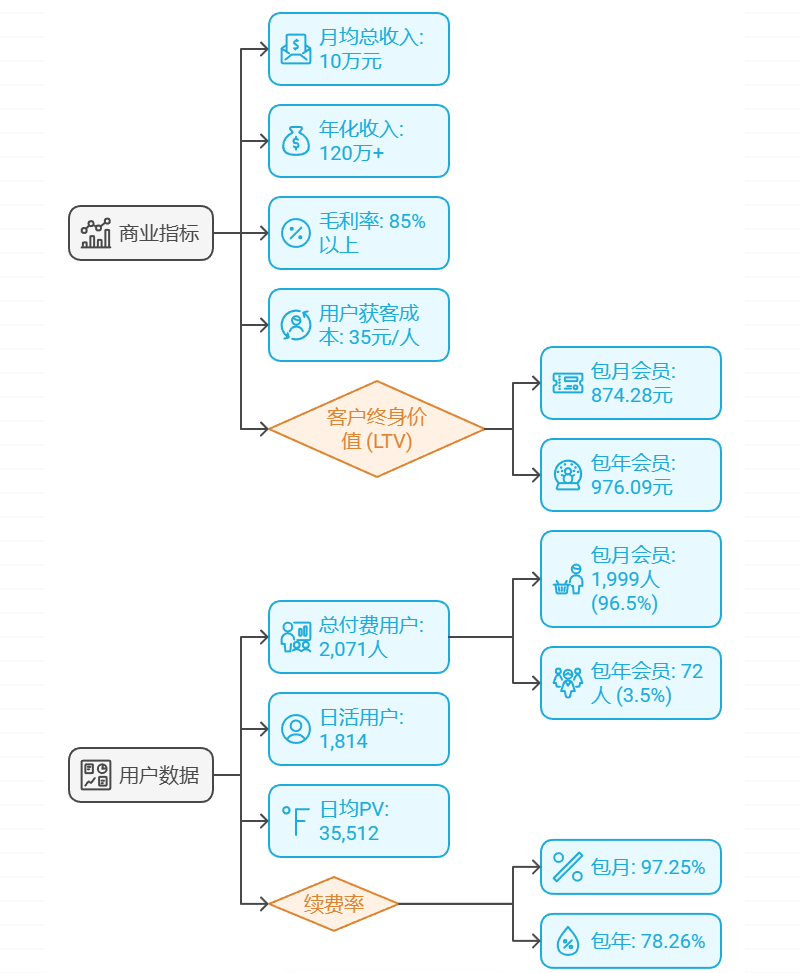 商业指标
月均总收入:
10万元
年化收入:
120万+
毛利率: 85%
以上
用户获客成
本: 35元/人
客户终身价
值 (LTV)
包月会员:
874.28元
包年会员:
976.09元
用户数据
总付费用户:
2,071人
包月会员:
1,999人
(96.5%)
包年会员: 72
人 (3.5%)
日活用户:
1,814
日均PV:
35,512
续费率
包月: 97.25%
包年: 78.26%